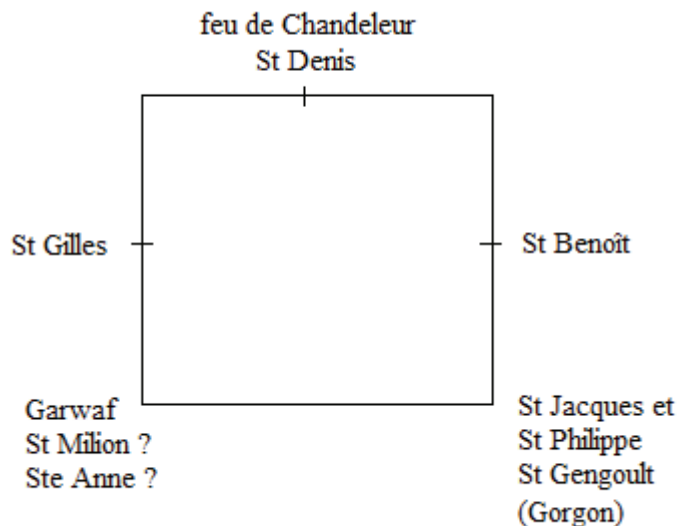 feu de Chandeleur
St Denis
St Gilles
St Benoît
Garwaf
St Milion ?
Ste Anne ?
St Jacques et
St Philippe
St Gengoult
(Gorgon)